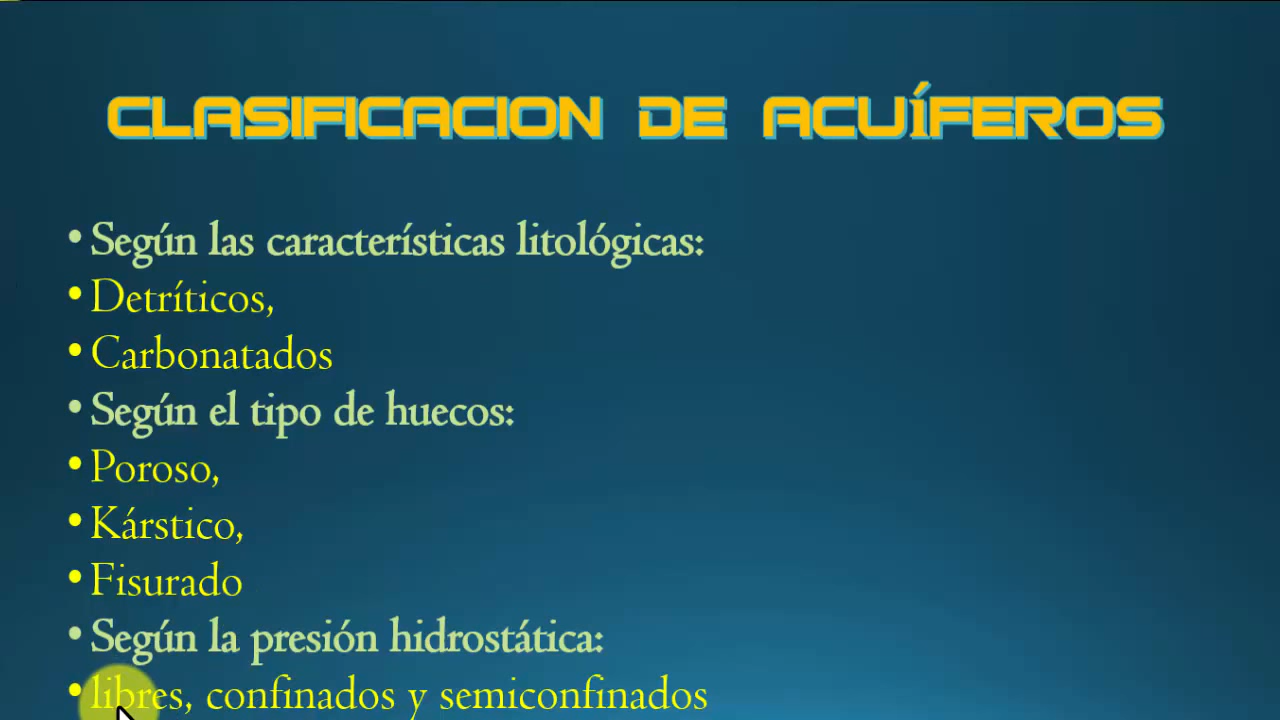 CLASIFICACION DE ACUÍFEROS
• Según las características litológicas:
• Detríticos,
• Carbonatados
• Según el tipo de huecos:
• Poroso,
• Kárstico,
• Fisurado
• Según la presión hidrostática:
• libres, confinados y semiconfinados